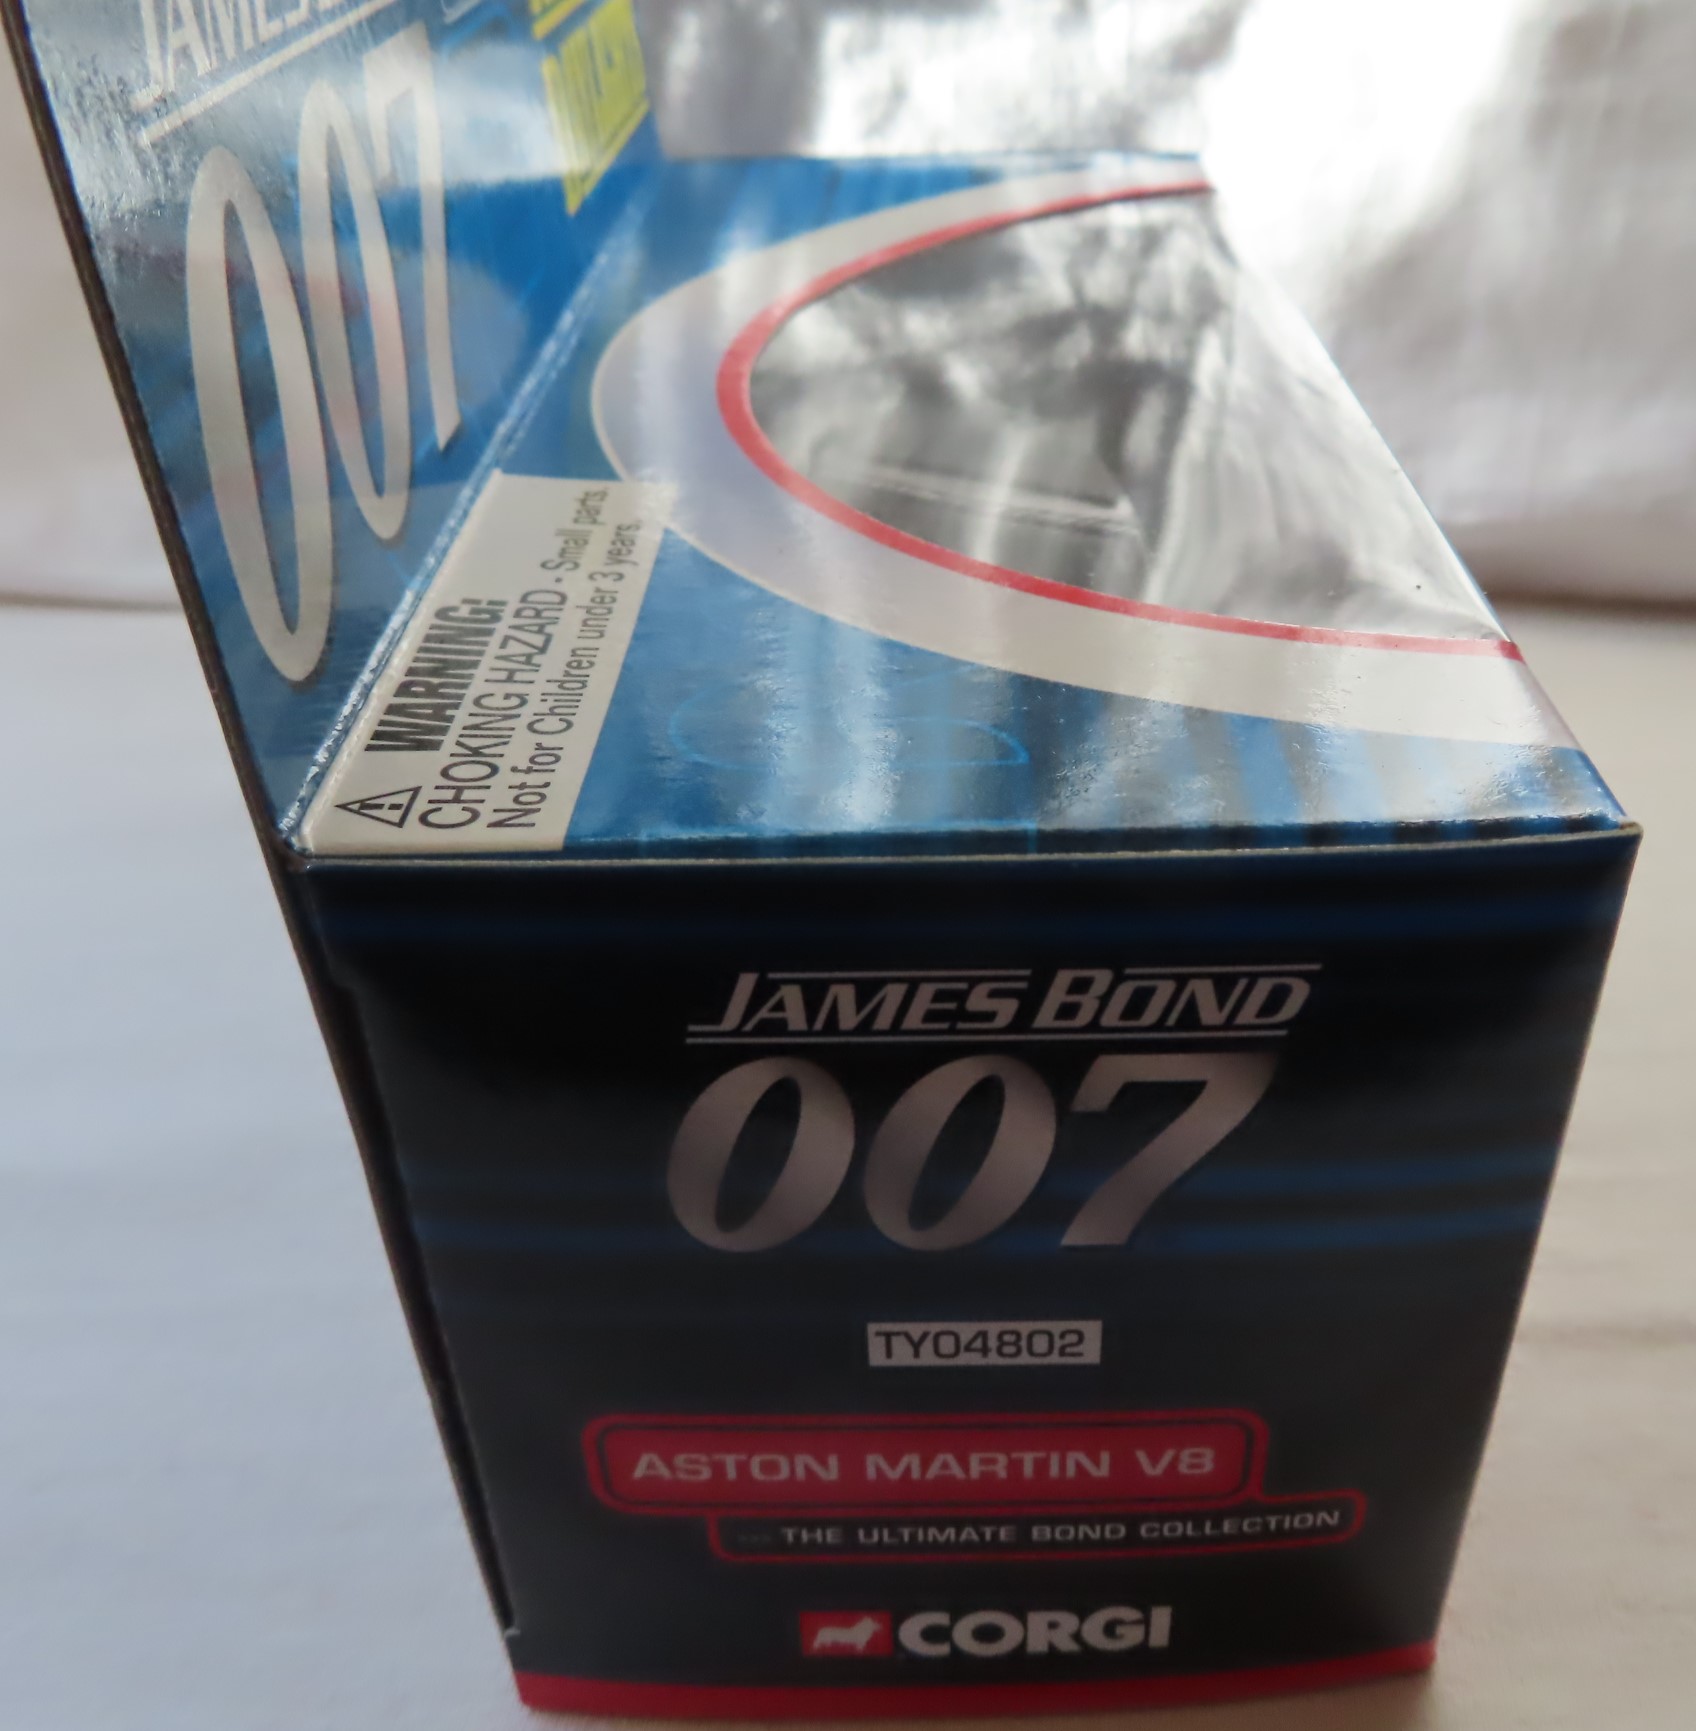 007
WARNING!
CHOKING HAZARD - Small parts.
Not for Children under 3 years.
JAMES BOND
007
TY04802
ASTON MARTIN V8
... THE ULTIMATE BOND COLLECTION
CORGI